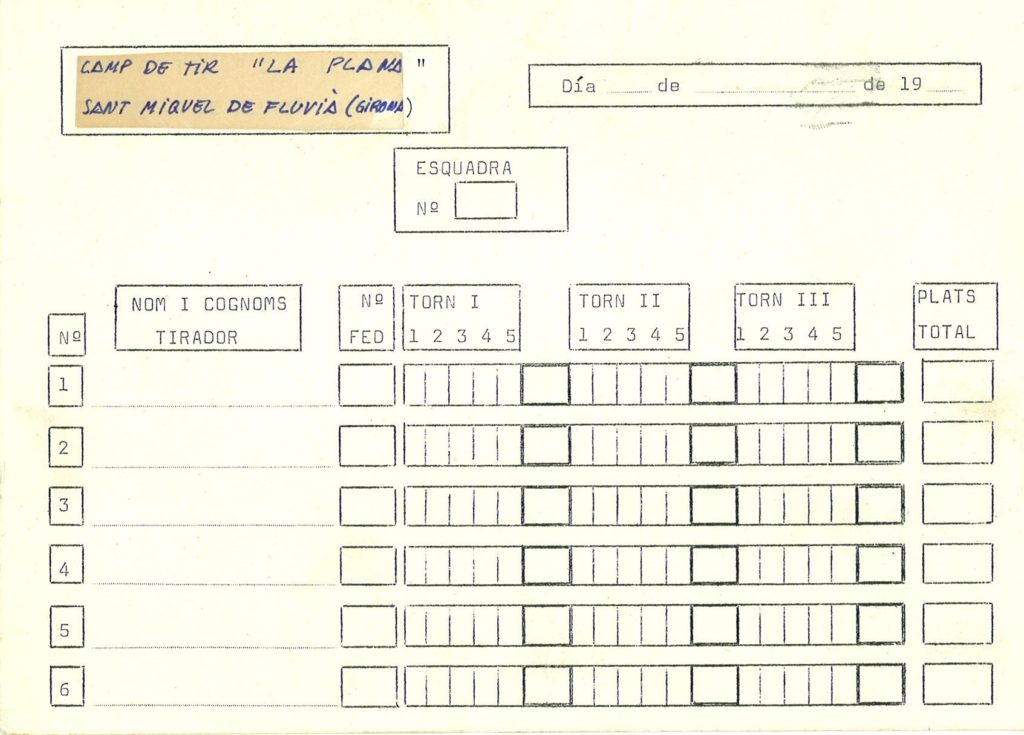 CAMP DE TIR "LA PLANA"
SANT MIQUEL DE FLUVIÀ (GIRONA)
Día de de 19
ESQUADRA
Nº
Nº
NOM I COGNOMS
TIRADOR
Nº
FED
TORN I
1 2 3 4 5
TORN II
1 2 3 4 5
TORN III
1 2 3 4 5
PLATS
TOTAL
1
2
3
4
5
6